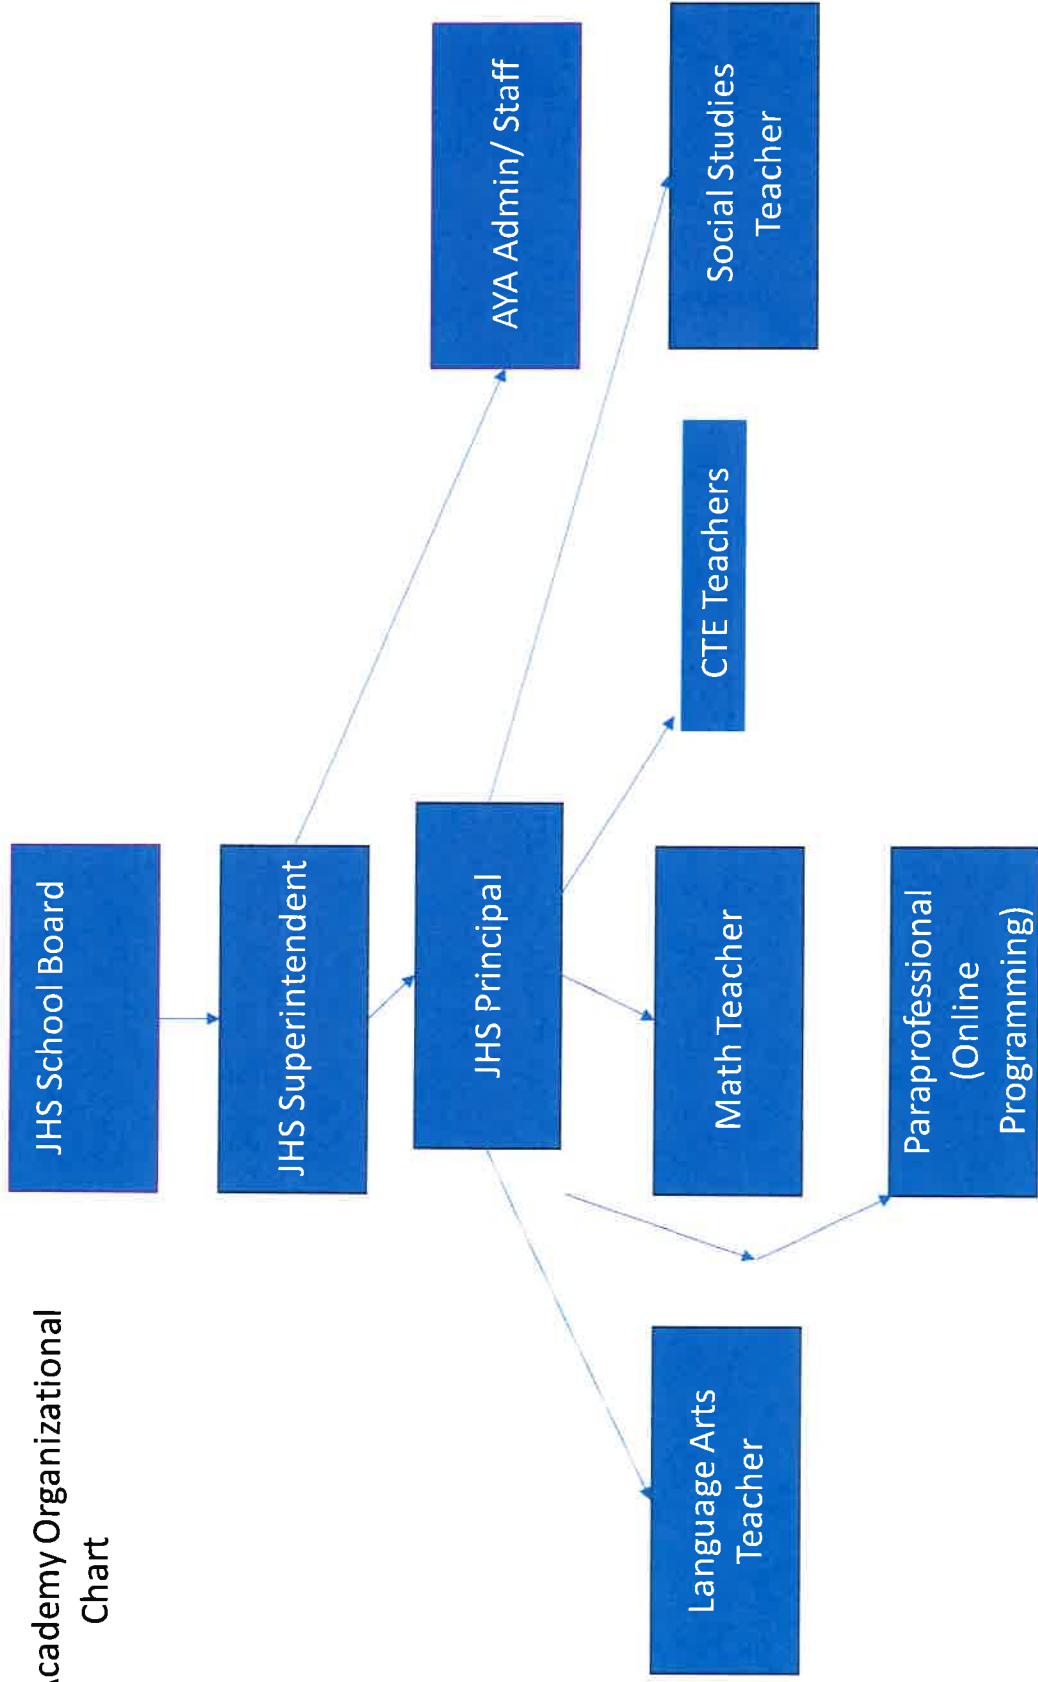 Academy Organizational
Chart
JHS School Board
JHS Superintendent
AYA Admin/ Staff
JHS Principal
Language Arts
Teacher
Math Teacher
CTE Teachers
Social Studies
Teacher
Paraprofessional
(Online
Programming)